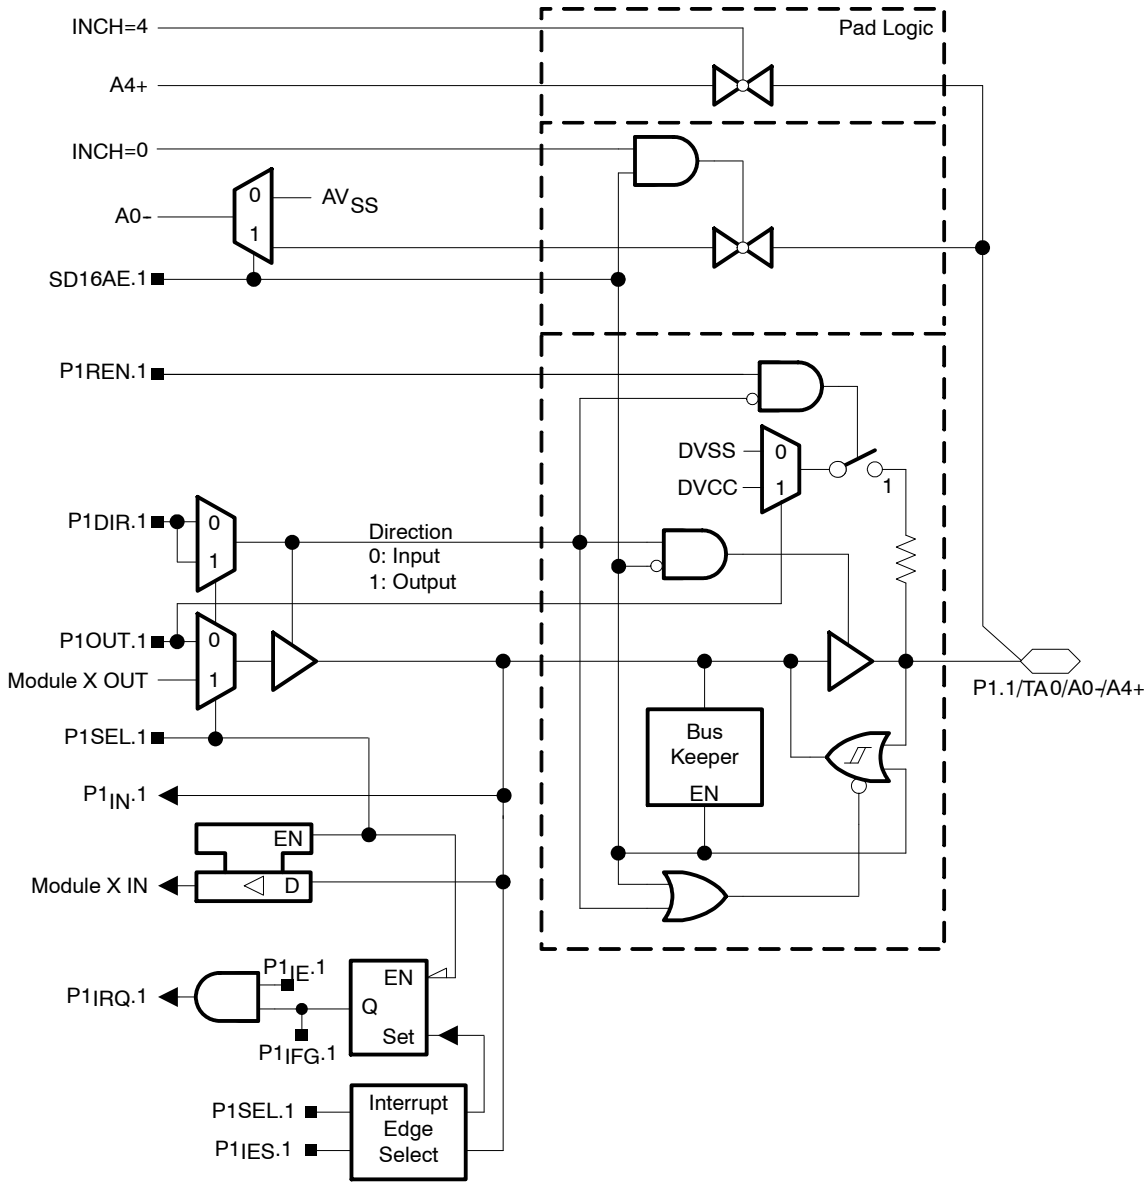 INCH=4
Pad Logic
A4+
INCH=0
0
AVSS
A0-
1
SD16AE.1
P1REN.1
DVSS
0
DVCC
1
1
P1DIR.1
0
1
Direction
0: Input
1: Output
P1OUT.1
0
Module X OUT
1
P1.1/TA0/A0-/A4+
P1SEL.1
Bus
Keeper
EN
P1IN.1
EN
Module X IN
D
P1IE.1
EN
P1IRQ.1
Q
Set
P1IFG.1
P1SEL.1
P1IES.1
Interrupt
Edge
Select